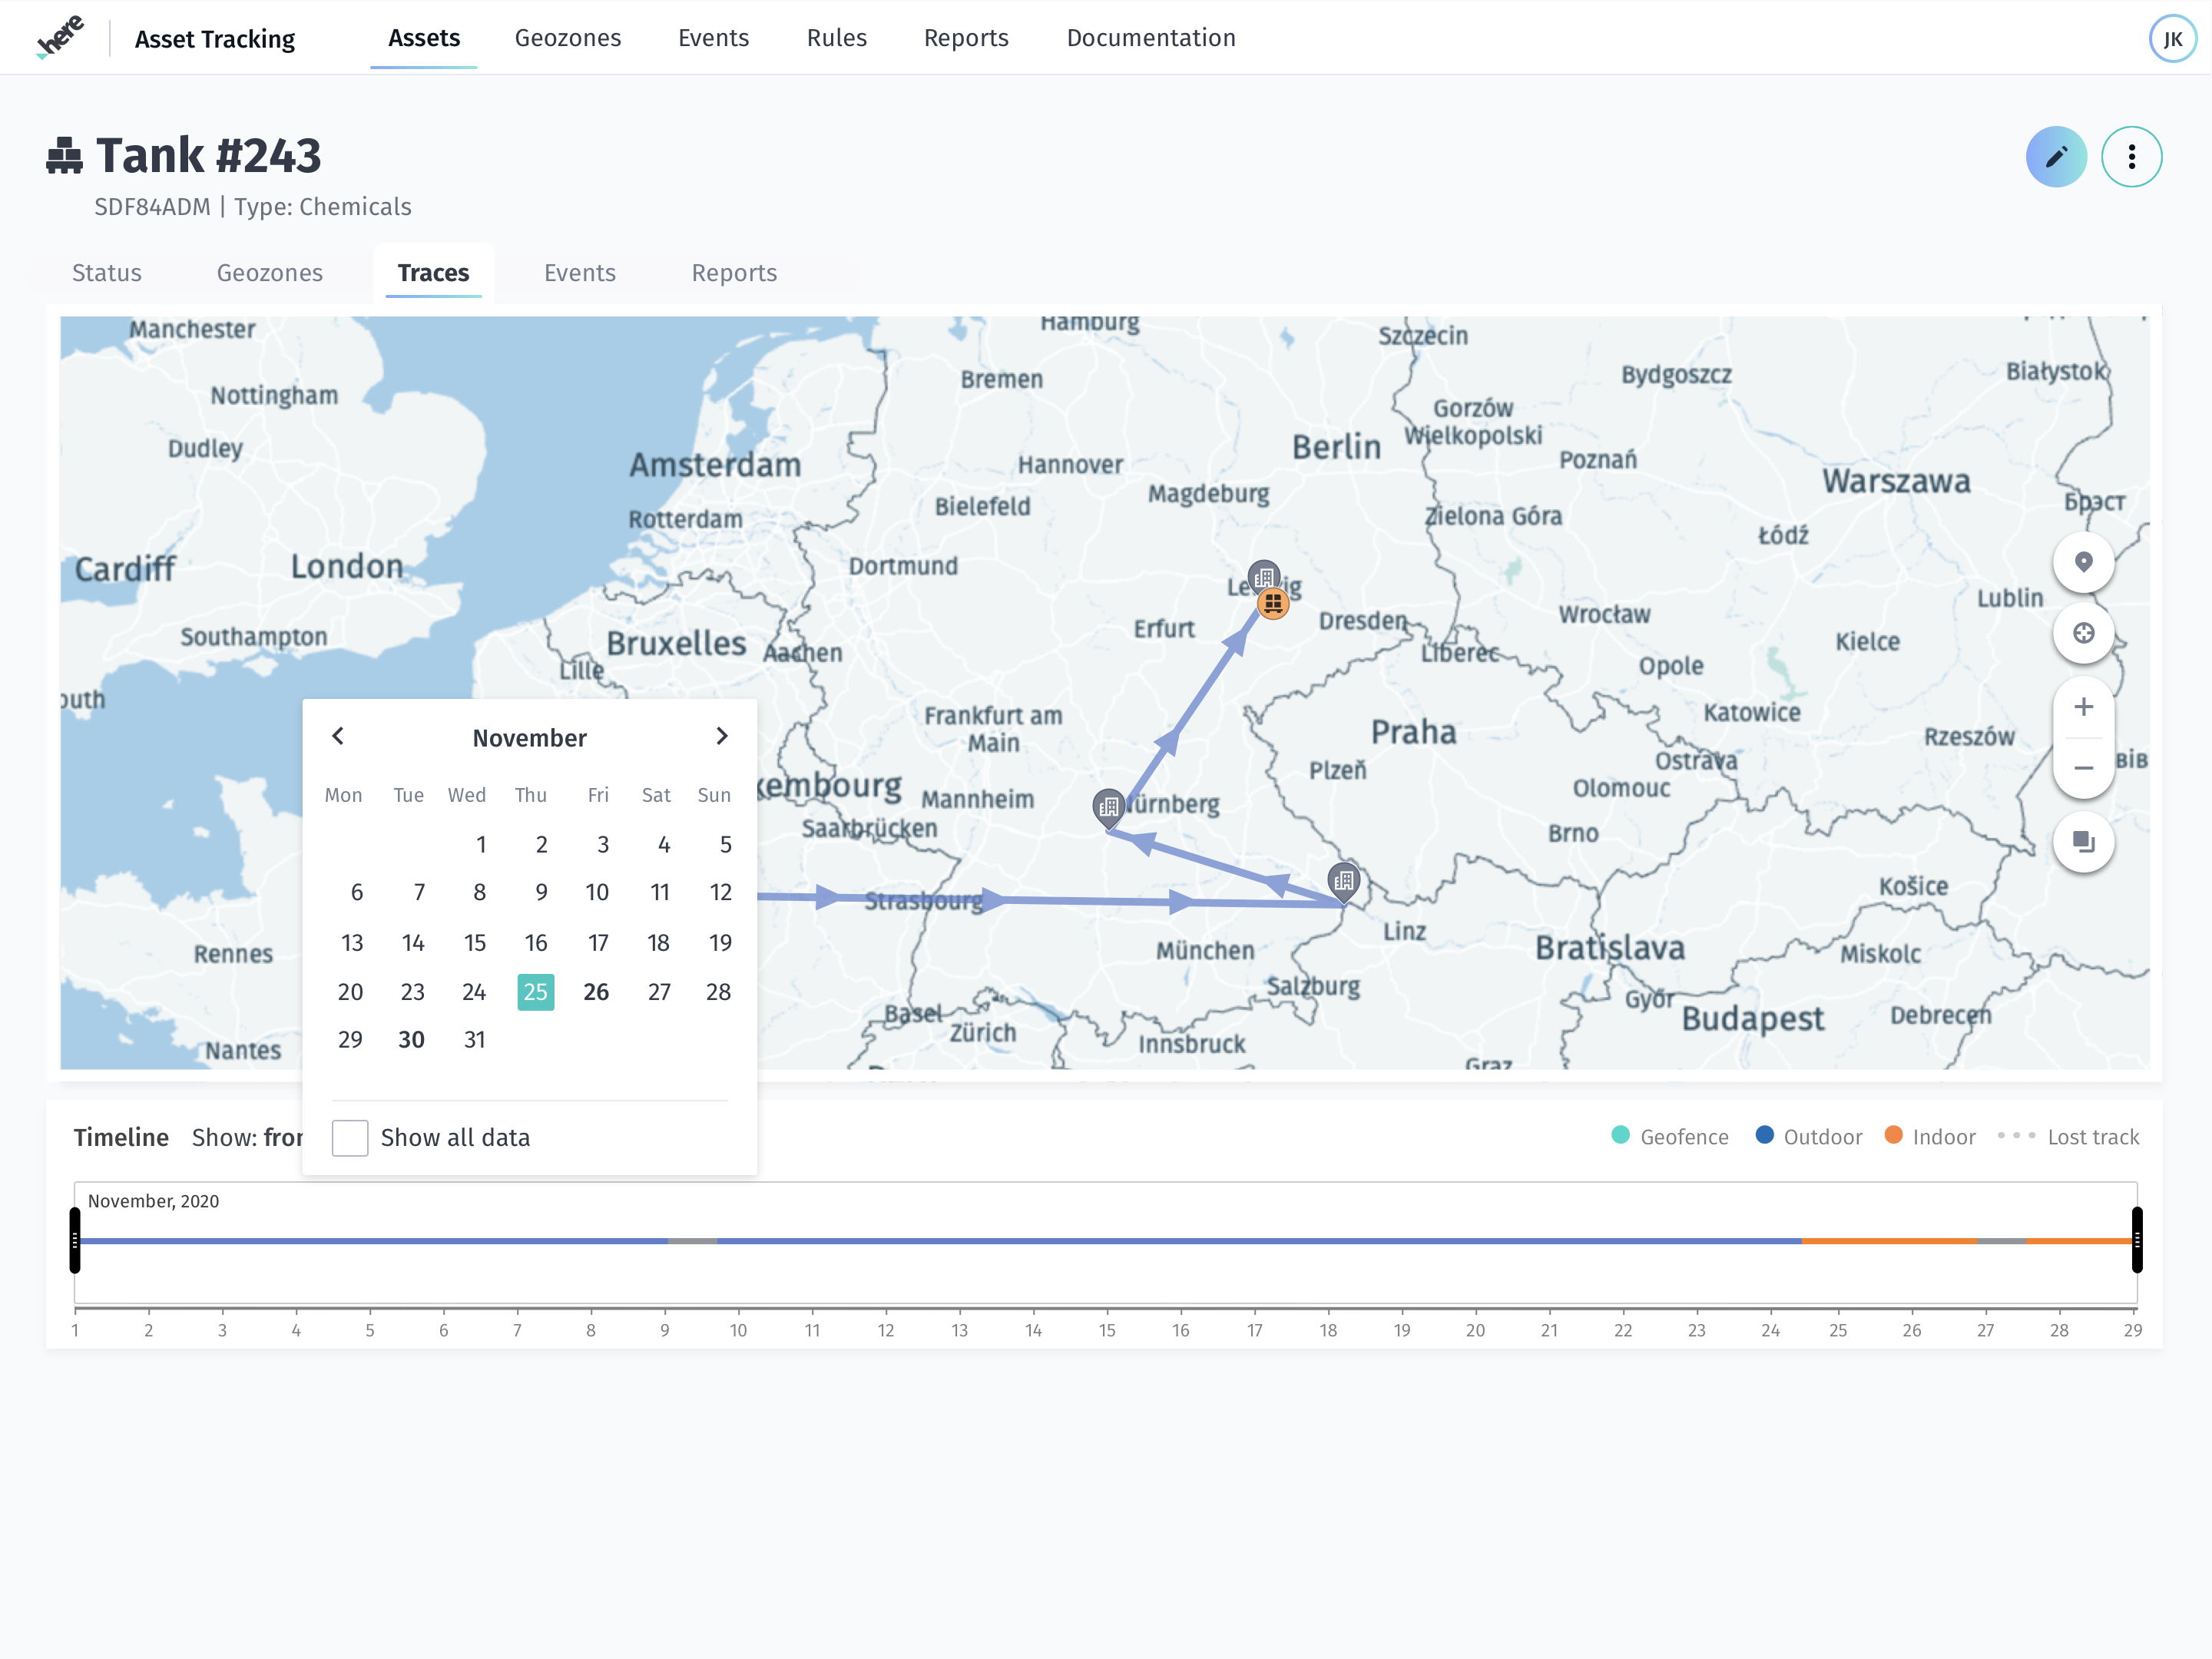 here Asset Tracking Assets Geozones Events Rules Reports Documentation JK
Tank #243
SDF84ADM | Type: Chemicals
Status Geozones Traces Events Reports
Manchester
Hamburg
Szczecin
Nottingham
Bremen
Bydgoszcz
Białystok
Dudley
Gorzów
Wielkopolski
Amsterdam
Hannover
Berlin
Poznań
Warszawa
Rotterdam
Bielefeld
Magdeburg
Zielona Góra
Łódź
Брэст
Cardiff
London
Dortmund
Southampton
Bruxelles
Aachen
Lille
Erfurt
Dresden
Liberec
Wrocław
Opole
Kielce
Lublin
outh
Frankfurt am
Main
Praha
Katowice
Rzeszów
Plzeň
Ostrava
Olomouc
kembourg
Mannheim
ürnberg
Saarbrücken
Brno
Strasbourg
Košice
Rennes
München
Linz
Bratislava
Miskolc
Salzburg
Győr
Basel
Zürich
Innsbruck
Budapest
Debrecen
Nantes
Graz
November
Mon Tue Wed Thu Fri Sat Sun
1 2 3 4 5
6 7 8 9 10 11 12
13 14 15 16 17 18 19
20 23 24 25 26 27 28
29 30 31
Show all data
Timeline Show: fror
Geofence Outdoor Indoor Lost track
November, 2020
1 2 3 4 5 6 7 8 9 10 11 12 13 14 15 16 17 18 19 20 21 22 23 24 25 26 27 28 29